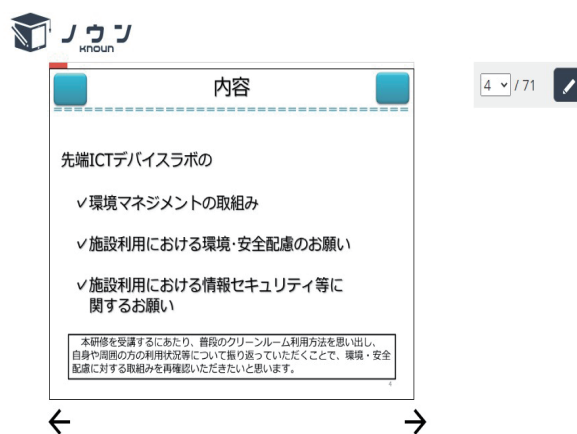 ノウン
KNOUN
4 / 71
内容
先端ICTデバイスラボの
✓環境マネジメントの取組み
✓施設利用における環境・安全配慮のお願い
✓施設利用における情報セキュリティ等に
関するお願い
本研修を受講するにあたり、普段のクリーンルーム利用方法を思い出し、
自身や周囲の方の利用状況等について振り返っていただくことで、環境・安全
配慮に対する取組みを再確認いただきたいと思います。
4